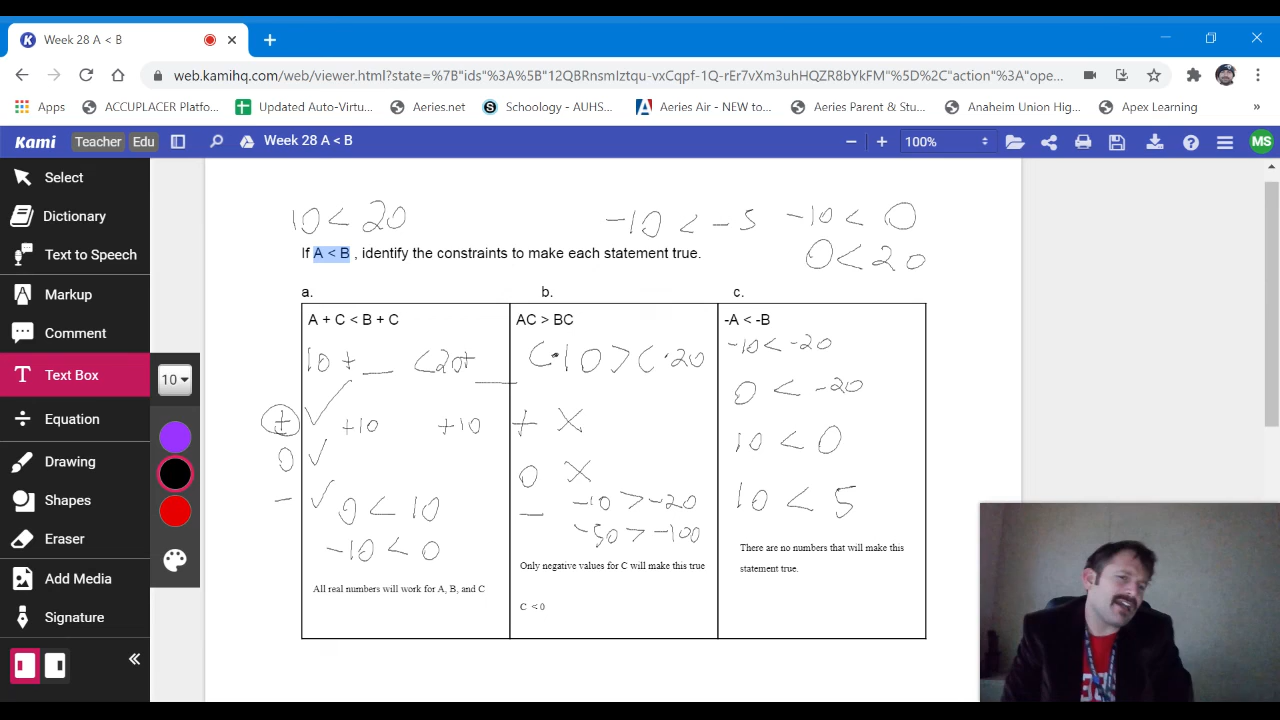 Week 28 A < B
web.kamihq.com/web/viewer.html?state=%7B"ids"%3A%5B"12QBRnsmIztqu-vxCqpf-1Q-rEr7vXm3uhHQZR8bYkFM"%5D%2C"action"%3A"ope...
Apps
ACCUPLACER Platfo...
Updated Auto-Virtu...
Aeries.net
Schoology - AUHS...
Aeries Air - NEW to...
Aeries Parent & Stu...
Anaheim Union Hig...
Apex Learning
»
Kami
Teacher
Edu
Week 28 A < B
100%
MS
Select
Dictionary
Text to Speech
Markup
Comment
Text Box
Equation
Drawing
Shapes
Eraser
Add Media
Signature
10
10 < 20
-10 < -5
-10 < 0
0 < 20
If A < B , identify the constraints to make each statement true.
a.
A + C < B + C
10 + __ < 20 + __
+ ✓ +10 +10
0 ✓
- ✓ 0 < 10
-10 < 0
All real numbers will work for A, B, and C
b.
AC > BC
C·10 > C·20
+ X
0 X
-10 > -20
-
-50 > -100
Only negative values for C will make this true
C < 0
c.
-A < -B
-10 < -20
0 < -20
10 < 0
10 < 5
There are no numbers that will make this
statement true.